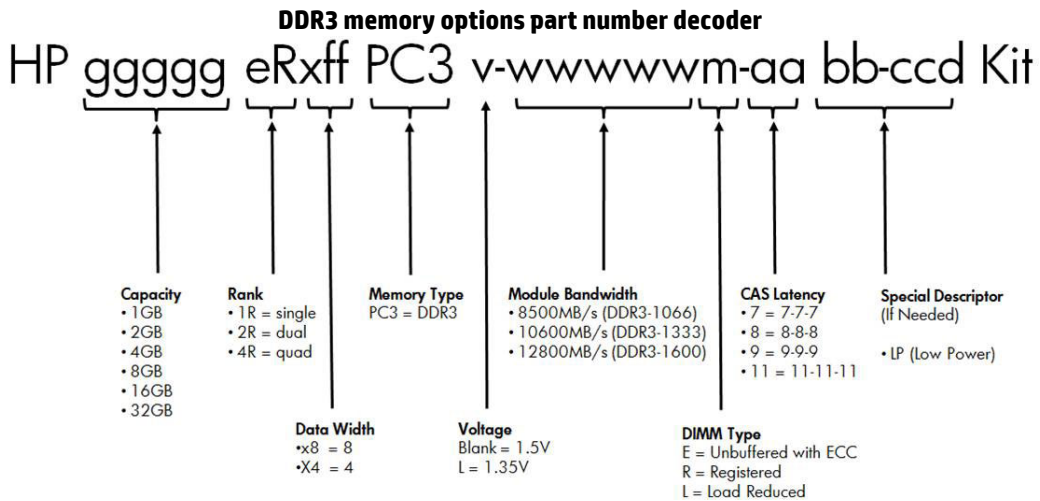 DDR3 memory options part number decoder
HP ggggg eRxff PC3 v-wwwwwm-aa bb-ccd Kit
Capacity
• 1GB
• 2GB
• 4GB
• 8GB
• 16GB
• 32GB
Rank
• 1R = single
• 2R = dual
• 4R = quad
Memory Type
PC3 = DDR3
Module Bandwidth
• 8500MB/s (DDR3-1066)
• 10600MB/s (DDR3-1333)
• 12800MB/s (DDR3-1600)
CAS Latency
• 7 = 7-7-7
• 8 = 8-8-8
• 9 = 9-9-9
• 11 = 11-11-11
Special Descriptor
(If Needed)
• LP (Low Power)
Data Width
•x8 = 8
•X4 = 4
Voltage
Blank = 1.5V
L = 1.35V
DIMM Type
E = Unbuffered with ECC
R = Registered
L = Load Reduced